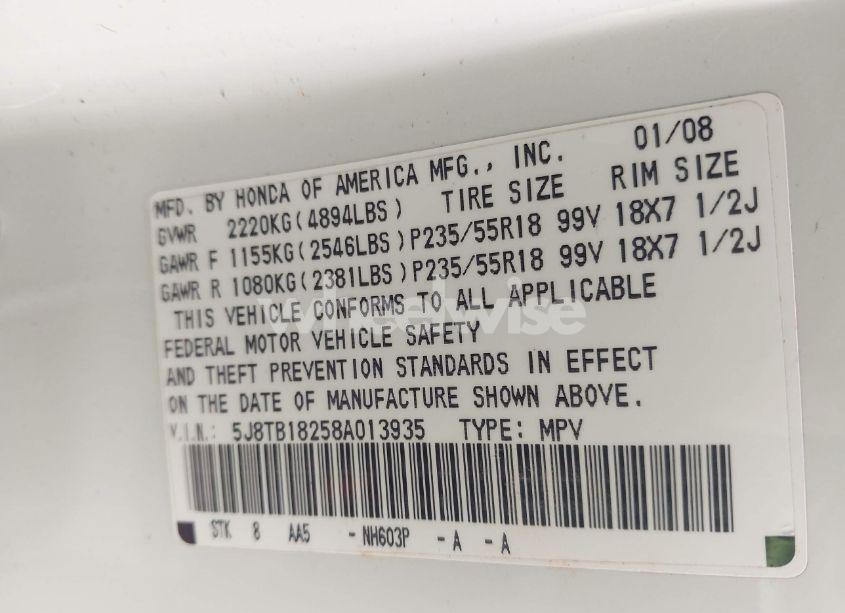 MFD. BY HONDA OF AMERICA MFG., INC. 01/08
GVWR 2220KG(4894LBS) TIRE SIZE RIM SIZE
GAWR F 1155KG(2546LBS)P235/55R18 99V 18X7 1/2J
GAWR R 1080KG(2381LBS)P235/55R18 99V 18X7 1/2J
THIS VEHICLE CONFORMS TO ALL APPLICABLE
FEDERAL MOTOR VEHICLE SAFETY
AND THEFT PREVENTION STANDARDS IN EFFECT
ON THE DATE OF MANUFACTURE SHOWN ABOVE.
V.I.N.: 5J8TB18258A013935 TYPE: MPV
STK 8 AA5 - NH603P - A - A
wheelwise